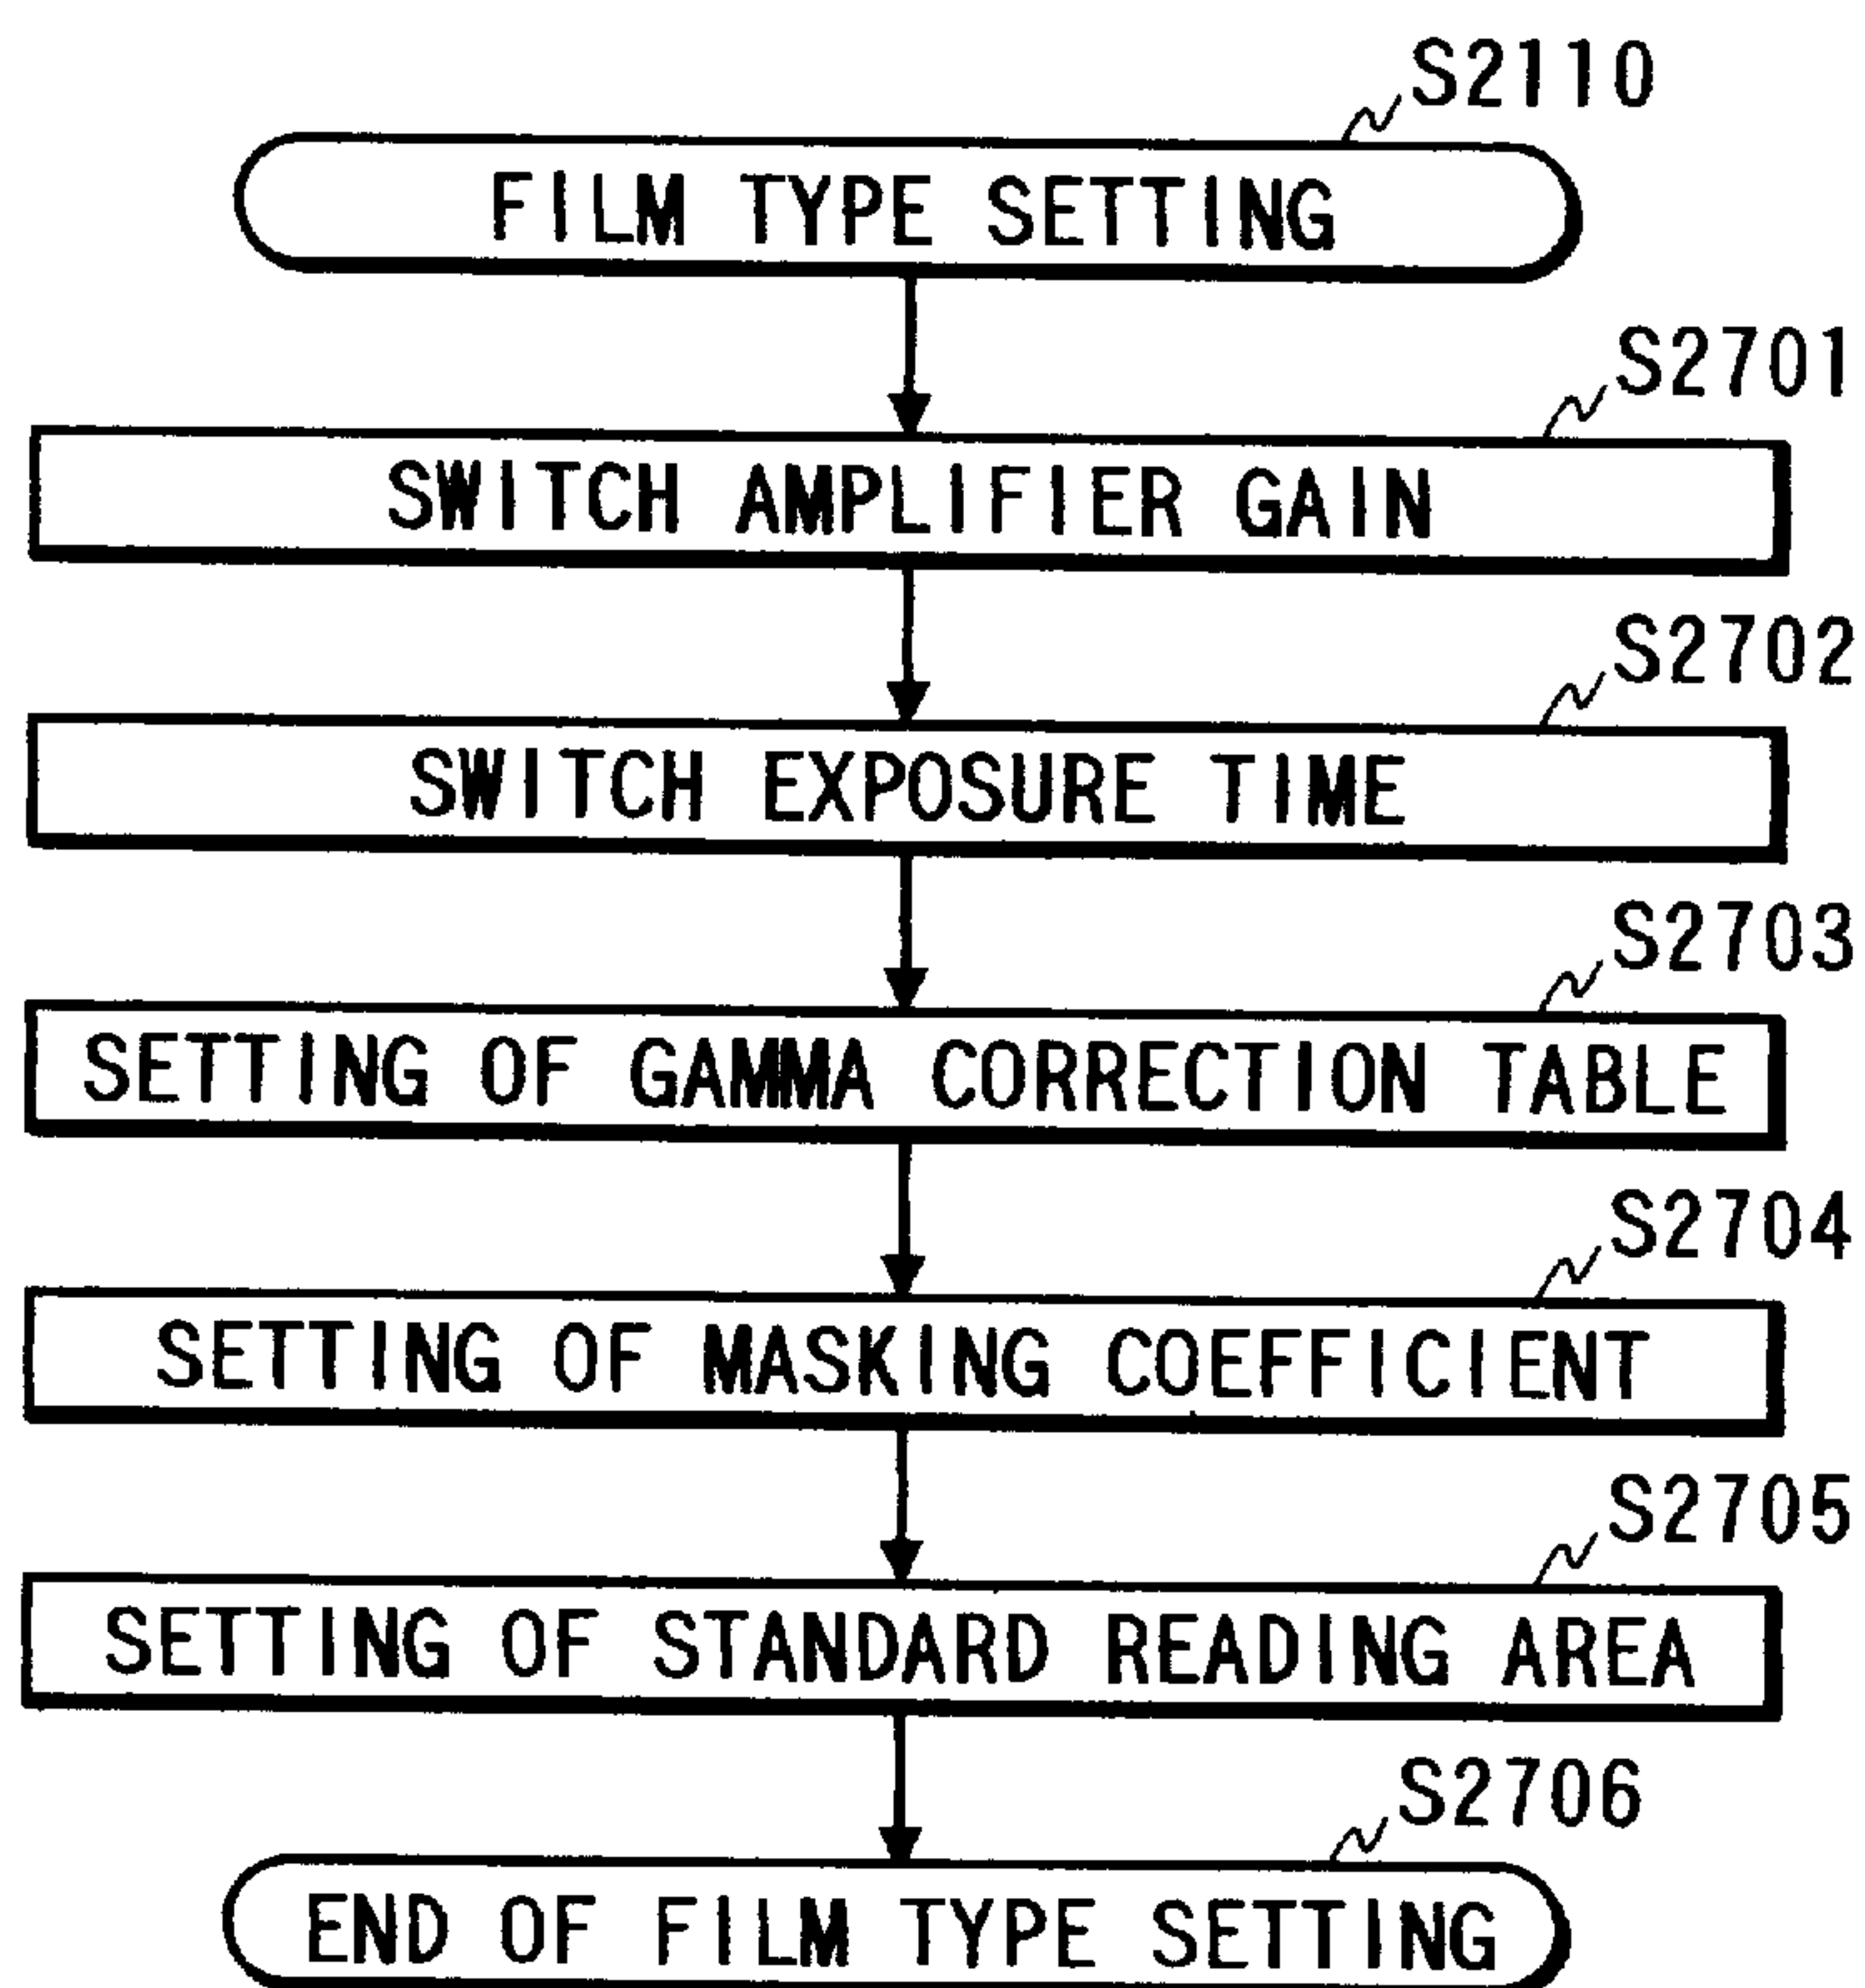 S2110
FILM TYPE SETTING
S2701
SWITCH AMPLIFIER GAIN
S2702
SWITCH EXPOSURE TIME
S2703
SETTING OF GAMMA CORRECTION TABLE
S2704
SETTING OF MASKING COEFFICIENT
S2705
SETTING OF STANDARD READING AREA
S2706
END OF FILM TYPE SETTING